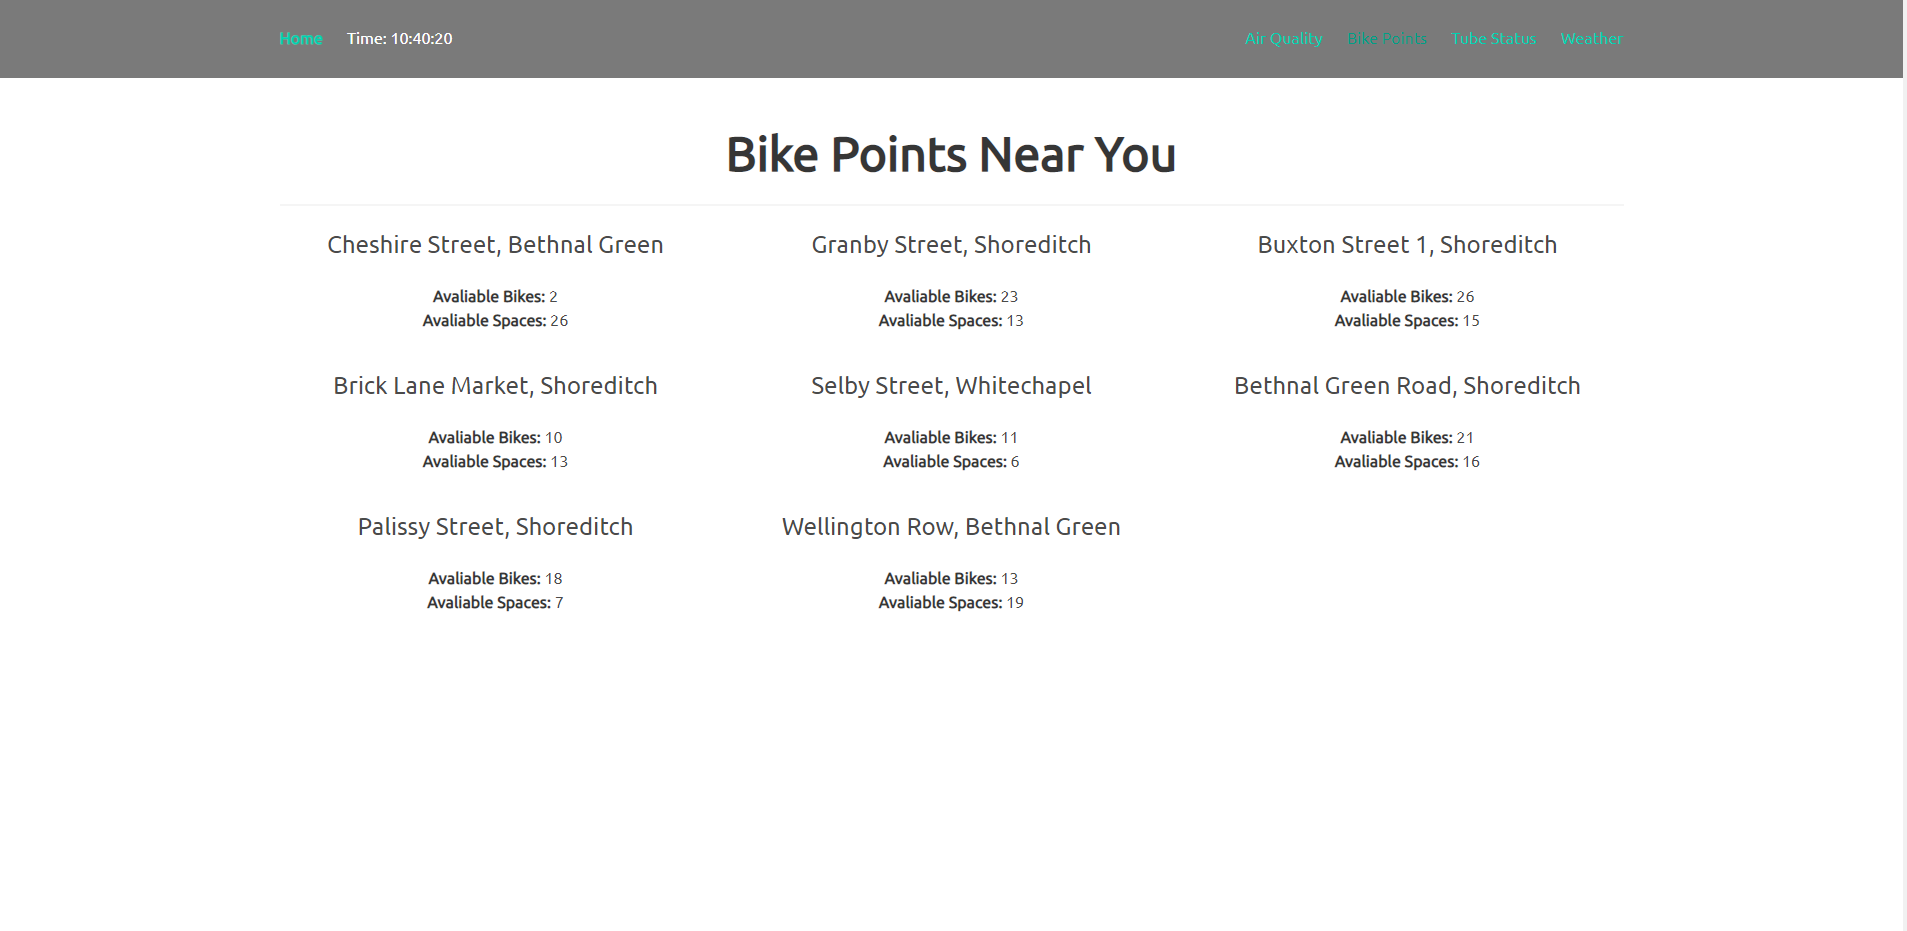 Home Time: 10:40:20 Air Quality Bike Points Tube Status Weather
Bike Points Near You
Cheshire Street, Bethnal Green
Avaliable Bikes: 2
Avaliable Spaces: 26
Granby Street, Shoreditch
Avaliable Bikes: 23
Avaliable Spaces: 13
Buxton Street 1, Shoreditch
Avaliable Bikes: 26
Avaliable Spaces: 15
Brick Lane Market, Shoreditch
Avaliable Bikes: 10
Avaliable Spaces: 13
Selby Street, Whitechapel
Avaliable Bikes: 11
Avaliable Spaces: 6
Bethnal Green Road, Shoreditch
Avaliable Bikes: 21
Avaliable Spaces: 16
Palissy Street, Shoreditch
Avaliable Bikes: 18
Avaliable Spaces: 7
Wellington Row, Bethnal Green
Avaliable Bikes: 13
Avaliable Spaces: 19